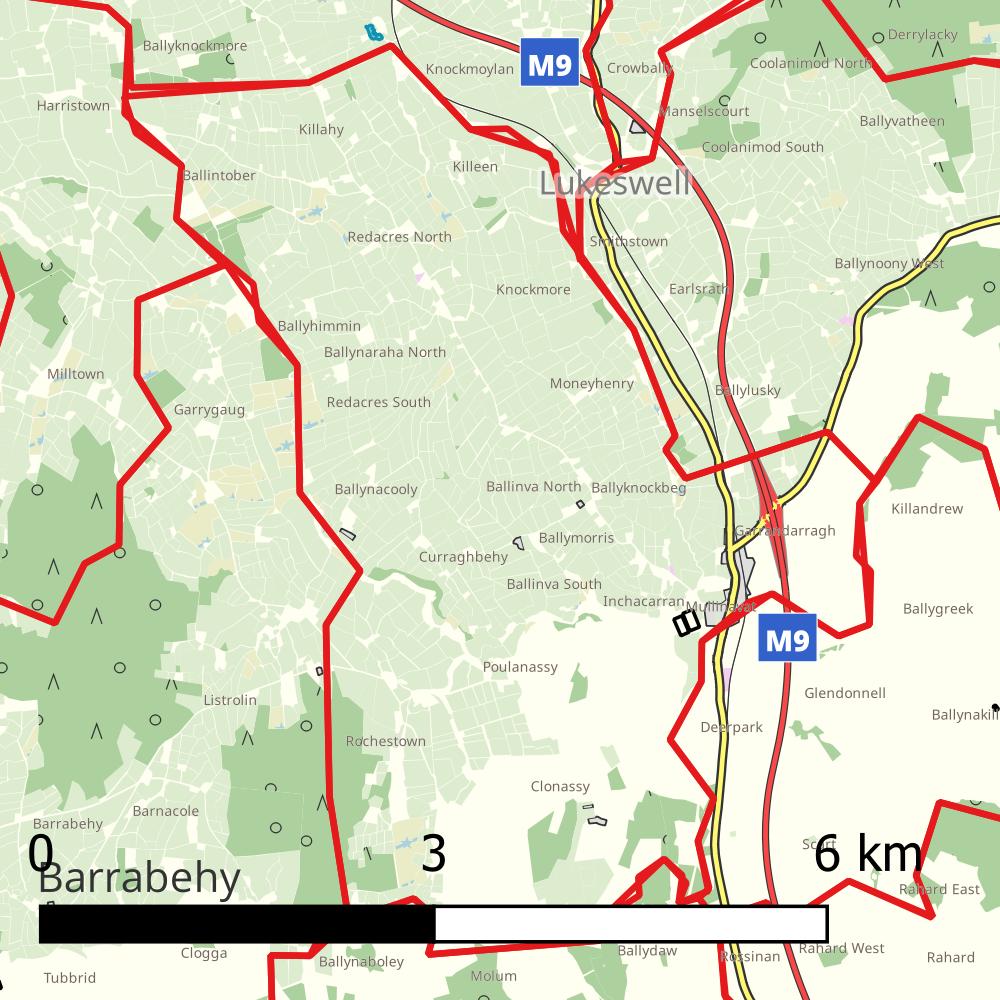 Derrylacky
Ballyknockmore
M9
Coolanimod North
Knockmoylan
Crowbally
Harristown
Manselscourt
Ballyvatheen
Killahy
Coolanimod South
Killeen
Ballintober
Lukeswell
Redacres North
Smithstown
Ballynoony West
Knockmore
Earlsrath
Ballyhimmin
Ballynaraha North
Milltown
Moneyhenry
Ballylusky
Garrygaug
Redacres South
Ballynacooly
Ballinva North
Ballyknockbeg
Killandrew
Garrandarragh
Ballymorris
Curraghbehy
Ballinva South
Inchacarran
Mullinavat
Ballygreek
M9
Poulanassy
Glendonnell
Listrolin
Ballynakill
Deerpark
Rochestown
Clonassy
Barnacole
Barrabehy
Scart
0
3
6 km
Barrabehy
Rahard East
Clogga
Ballynaboley
Ballydaw
Rossinan
Rahard West
Rahard
Tubbrid
Molum